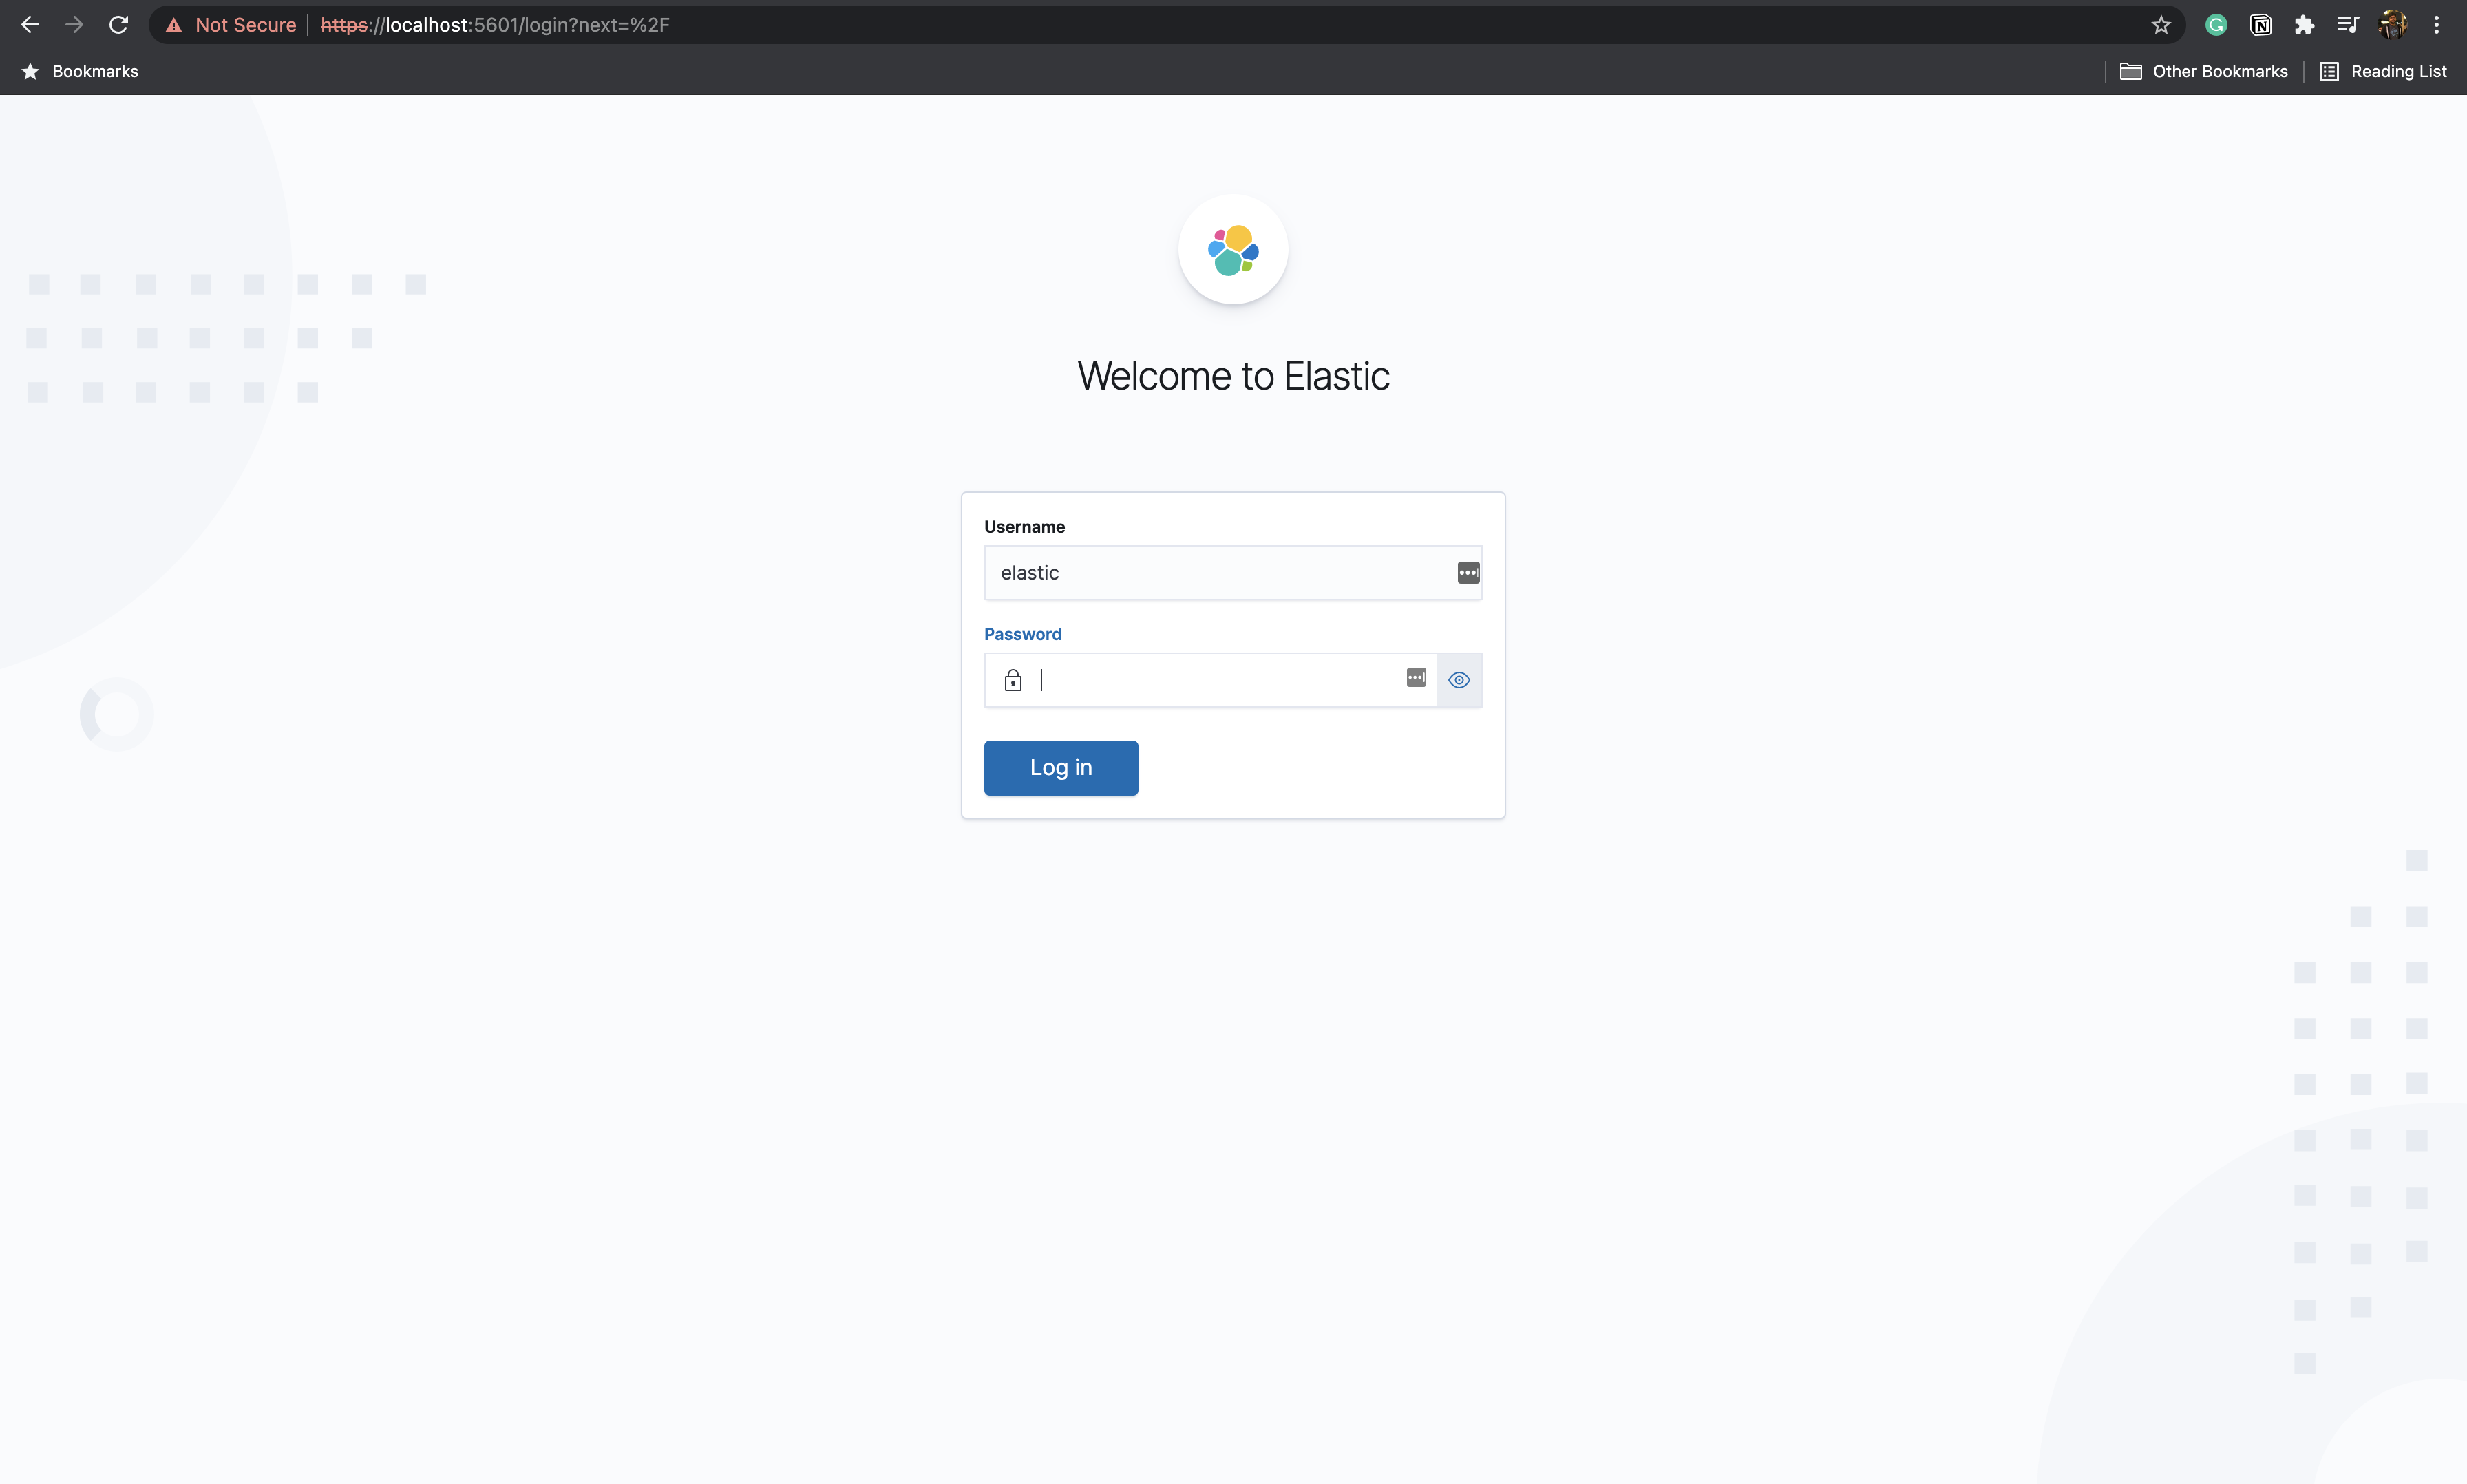 Not Secure https://localhost:5601/login?next=%2F
Bookmarks Other Bookmarks Reading List
Welcome to Elastic
Username
elastic
Password
Log in